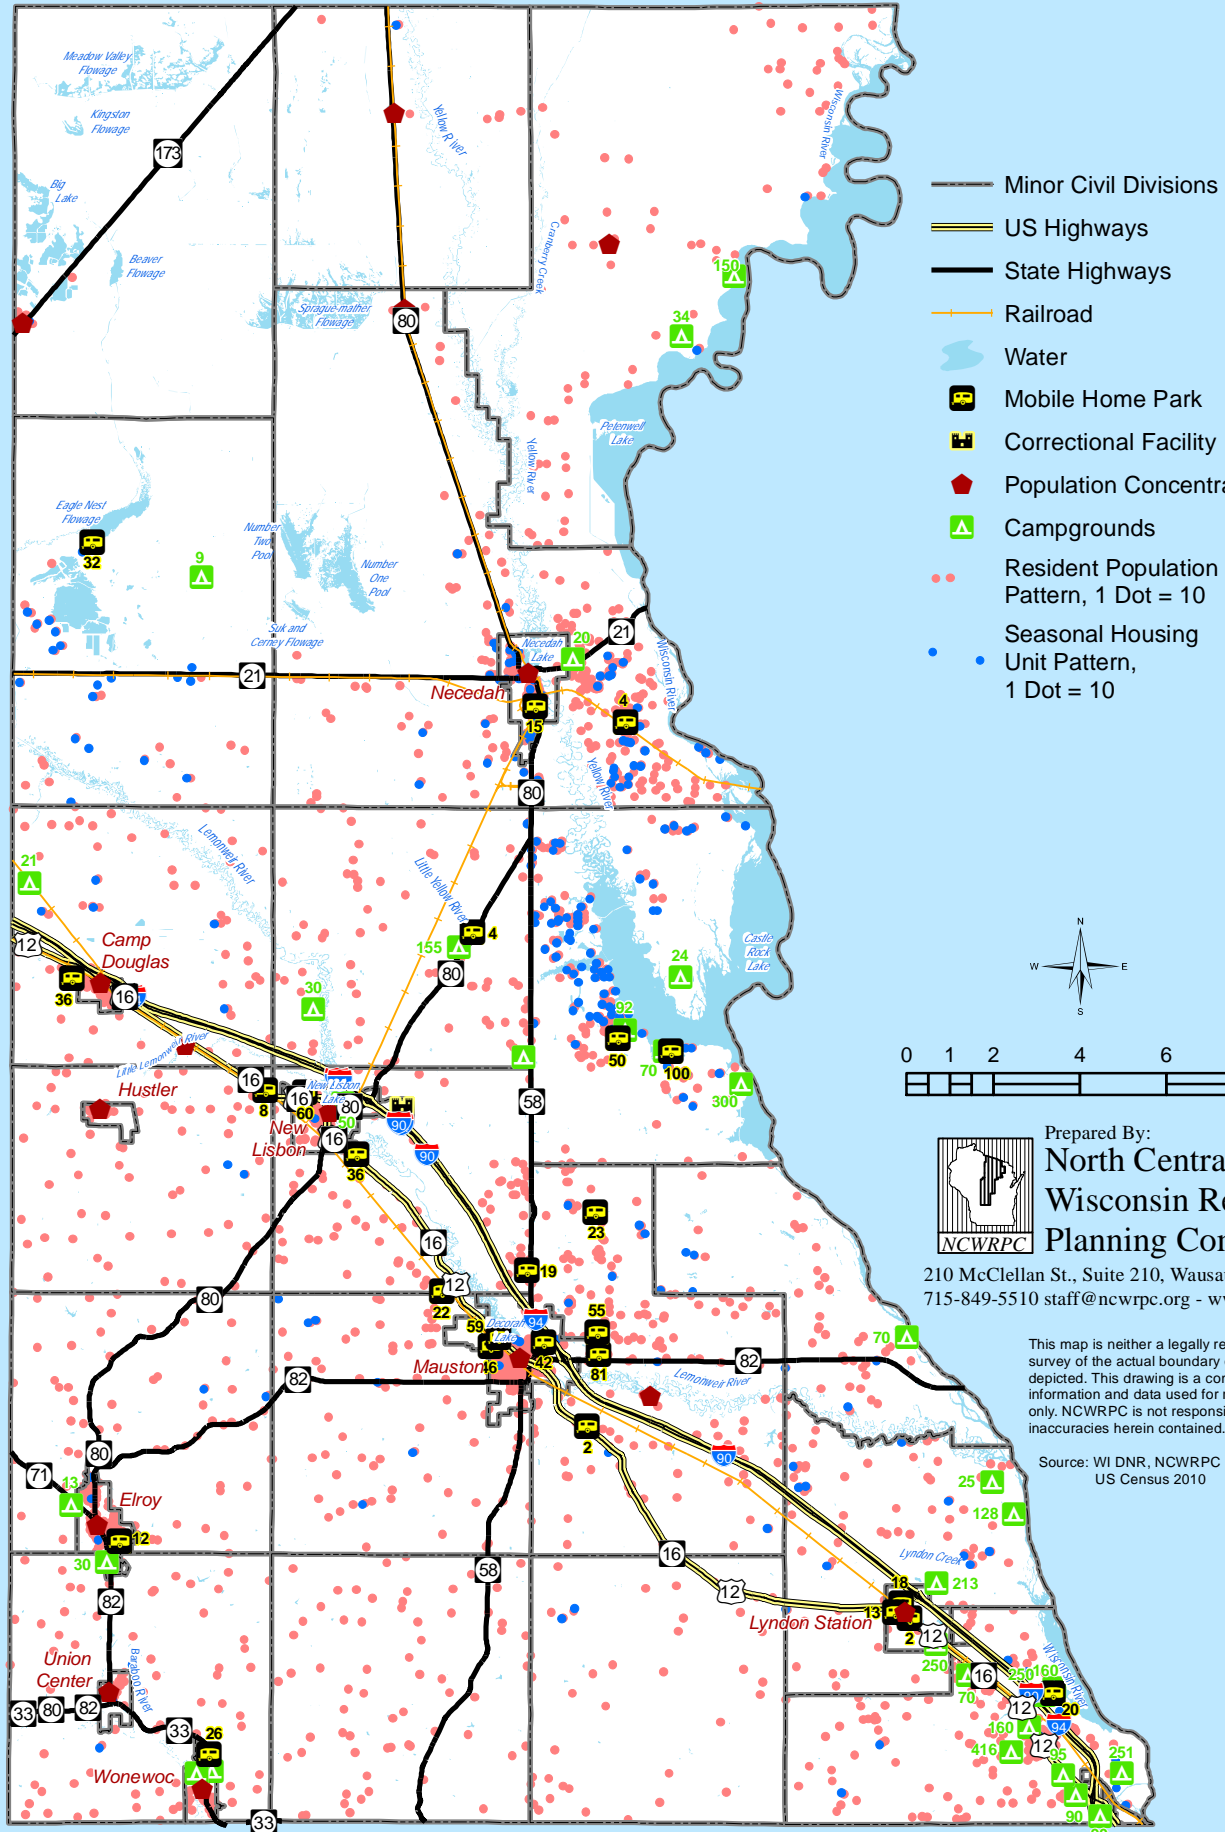 Meadow Valley
Flowage
Kingston
Flowage
173
Big
Lake
Beaver
Flowage
Yellow River
Wisconsin River
Cranberry Creek
Sprague-mather
Flowage
80
150
34
Petenwell
Lake
Yellow River
Eagle Nest
Flowage
32
9
Number
Two
Pool
Number
One
Pool
Suk and
Cerney Flowage
21
Necedah
Lake
20
21
Necedah
15
4
Wisconsin River
Yellow River
80
Lemonweir River
21
12
Camp
Douglas
36
16
Little Yellow River
4
155
80
30
24
Castle
Rock
Lake
92
50
70
100
300
Little Lemonweir River
Hustler
16
8
16
60
New Lisbon
Lake
80
50
New
Lisbon
16
36
90
90
58
23
16
12
19
22
80
59
Decorah
Lake
94
55
46
42
81
Mauston
82
82
70
Lemonweir River
2
90
80
71
13
Elroy
12
30
25
128
16
58
12
Lyndon Creek
213
18
13
2
Lyndon Station
12
250
82
Union
Center
Baraboo River
33
80
82
33
26
Wonewoc
33
70
16
250
160
90
12
20
Wisconsin River
94
160
12
416
95
251
90
Minor Civil Divisions
US Highways
State Highways
Railroad
Water
Mobile Home Park
Correctional Facility
Population Concentra
Campgrounds
Resident Population
Pattern, 1 Dot = 10
Seasonal Housing
Unit Pattern,
1 Dot = 10
N
W
E
S
0 1 2 4 6
NCWRPC
Prepared By:
North Centra
Wisconsin Re
Planning Co
210 McClellan St., Suite 210, Wausa
715-849-5510 staff@ncwrpc.org - w
This map is neither a legally re
survey of the actual boundary
depicted. This drawing is a co
information and data used for
only. NCWRPC is not responsi
inaccuracies herein contained.
Source: WI DNR, NCWRPC
US Census 2010